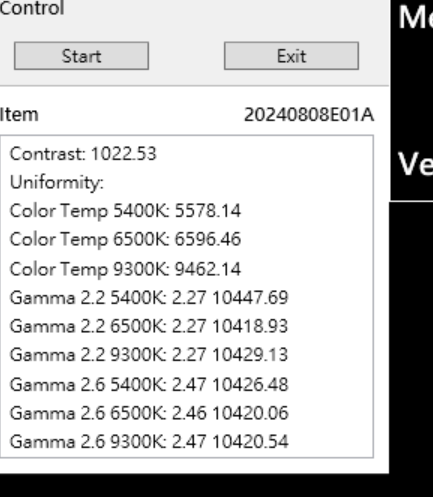 Control
Start Exit
Item 20240808E01A
Contrast: 1022.53
Uniformity:
Color Temp 5400K: 5578.14
Color Temp 6500K: 6596.46
Color Temp 9300K: 9462.14
Gamma 2.2 5400K: 2.27 10447.69
Gamma 2.2 6500K: 2.27 10418.93
Gamma 2.2 9300K: 2.27 10429.13
Gamma 2.6 5400K: 2.47 10426.48
Gamma 2.6 6500K: 2.46 10420.06
Gamma 2.6 9300K: 2.47 10420.54